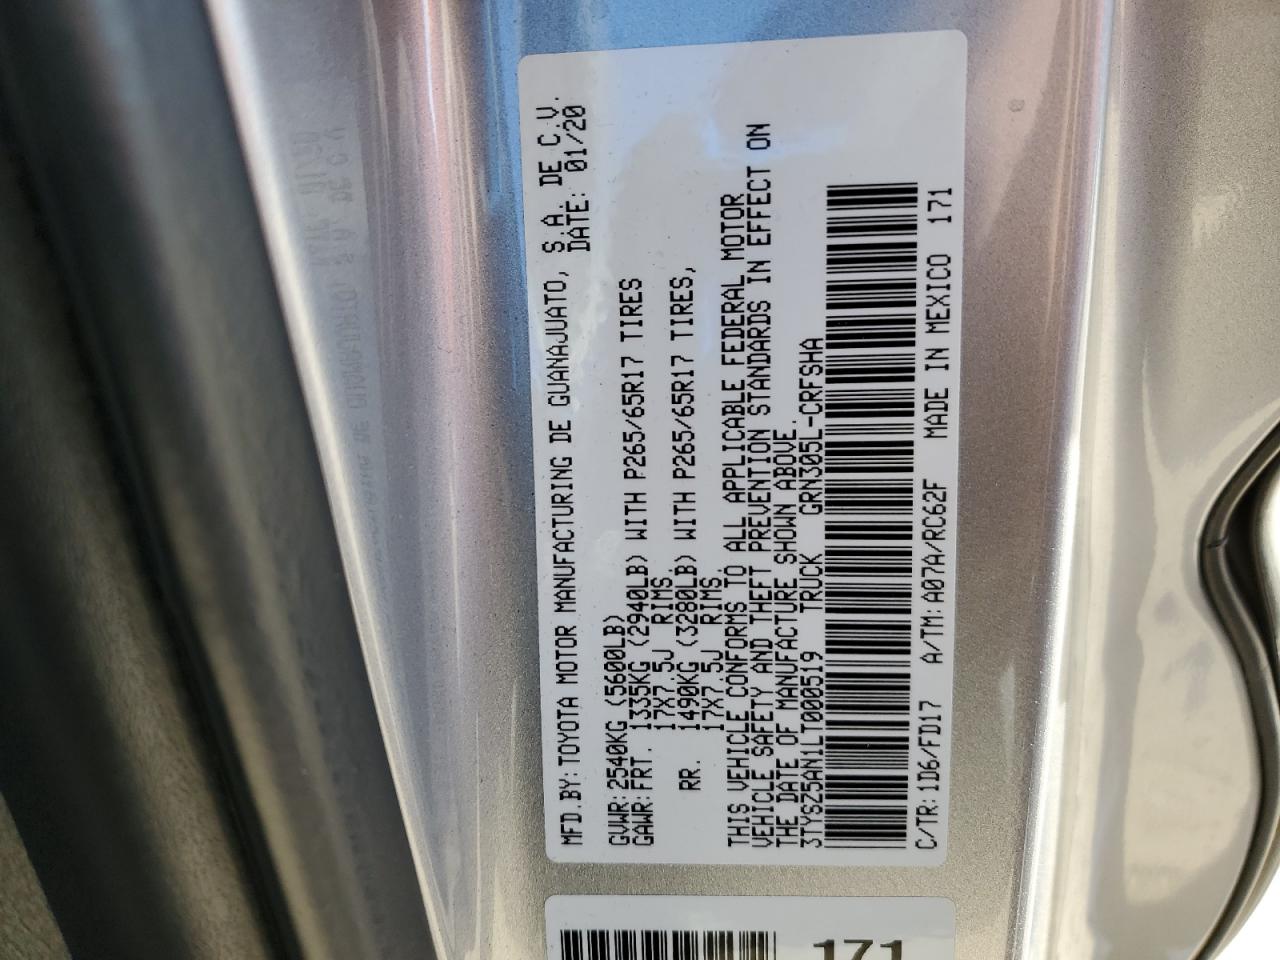 MFD.BY:TOYOTA MOTOR MANUFACTURING DE GUANAJUATO, S.A. DE C.V.
DATE: 01/20
GVWR:2540KG (5600LB)
GAWR:FRT. 1335KG (2940LB) WITH P265/65R17 TIRES
17X7.5J RIMS.
RR. 1490KG (3280LB) WITH P265/65R17 TIRES,
17X7.5J RIMS.
THIS VEHICLE CONFORMS TO ALL APPLICABLE FEDERAL MOTOR
VEHICLE SAFETY AND THEFT PREVENTION STANDARDS IN EFFECT ON
THE DATE OF MANUFACTURE SHOWN ABOVE.
3TYSZ5AN1LT000519 TRUCK GRN305L-CRFSHA
C/TR:1D6/FD17 A/TM:A07A/RC62F MADE IN MEXICO 171
171